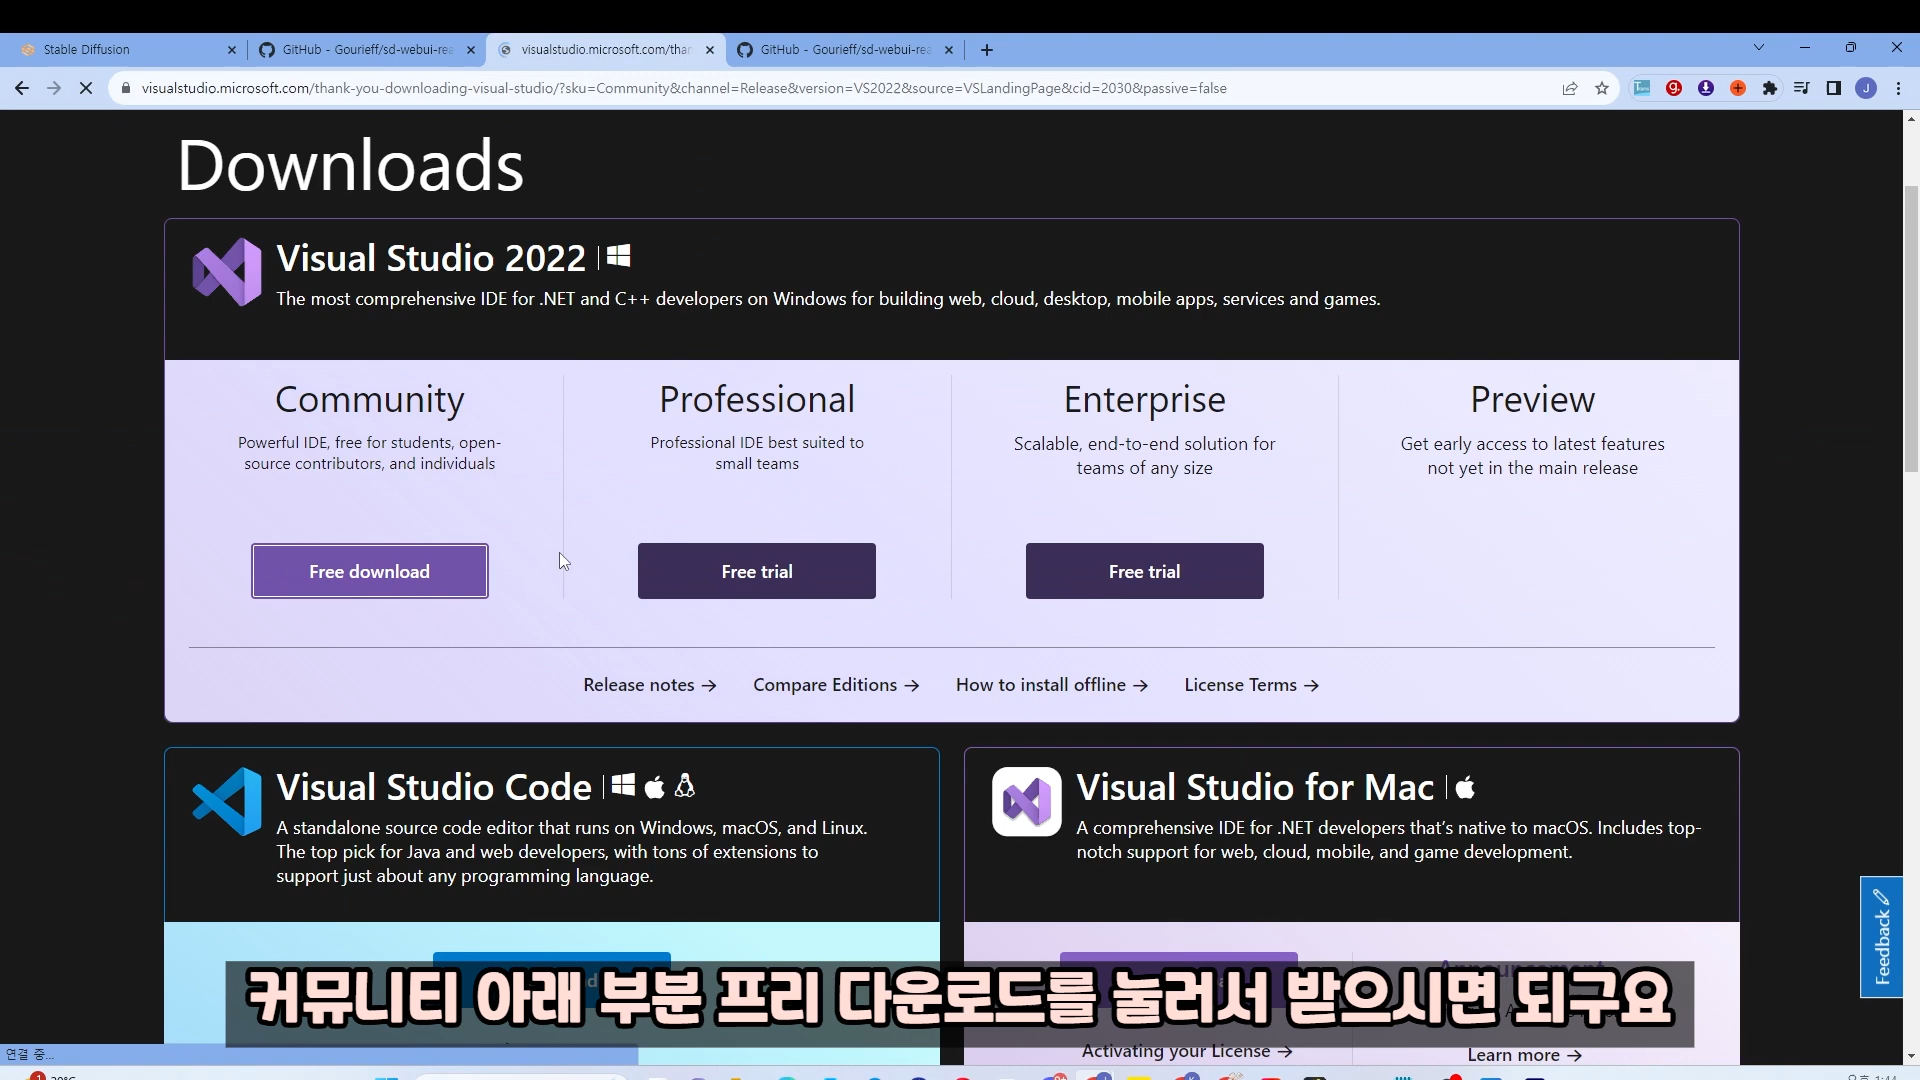 Stable Diffusion
GitHub - Gourieff/sd-webui-rea
visualstudio.microsoft.com/than
GitHub - Gourieff/sd-webui-rea
visualstudio.microsoft.com/thank-you-downloading-visual-studio/?sku=Community&channel=Release&version=VS2022&source=VSLandingPage&cid=2030&passive=false
J
Downloads
Visual Studio 2022
The most comprehensive IDE for .NET and C++ developers on Windows for building web, cloud, desktop, mobile apps, services and games.
Community
Powerful IDE, free for students, open-
source contributors, and individuals
Free download
Professional
Professional IDE best suited to
small teams
Free trial
Enterprise
Scalable, end-to-end solution for
teams of any size
Free trial
Preview
Get early access to latest features
not yet in the main release
Release notes →
Compare Editions →
How to install offline →
License Terms →
Visual Studio Code
A standalone source code editor that runs on Windows, macOS, and Linux.
The top pick for Java and web developers, with tons of extensions to
support just about any programming language.
Visual Studio for Mac
A comprehensive IDE for .NET developers that's native to macOS. Includes top-
notch support for web, cloud, mobile, and game development.
Feedback
커뮤니티 아래 부분 프리 다운로드를 눌러서 받으시면 되구요
Activating your License →
Learn more →
연결 중...